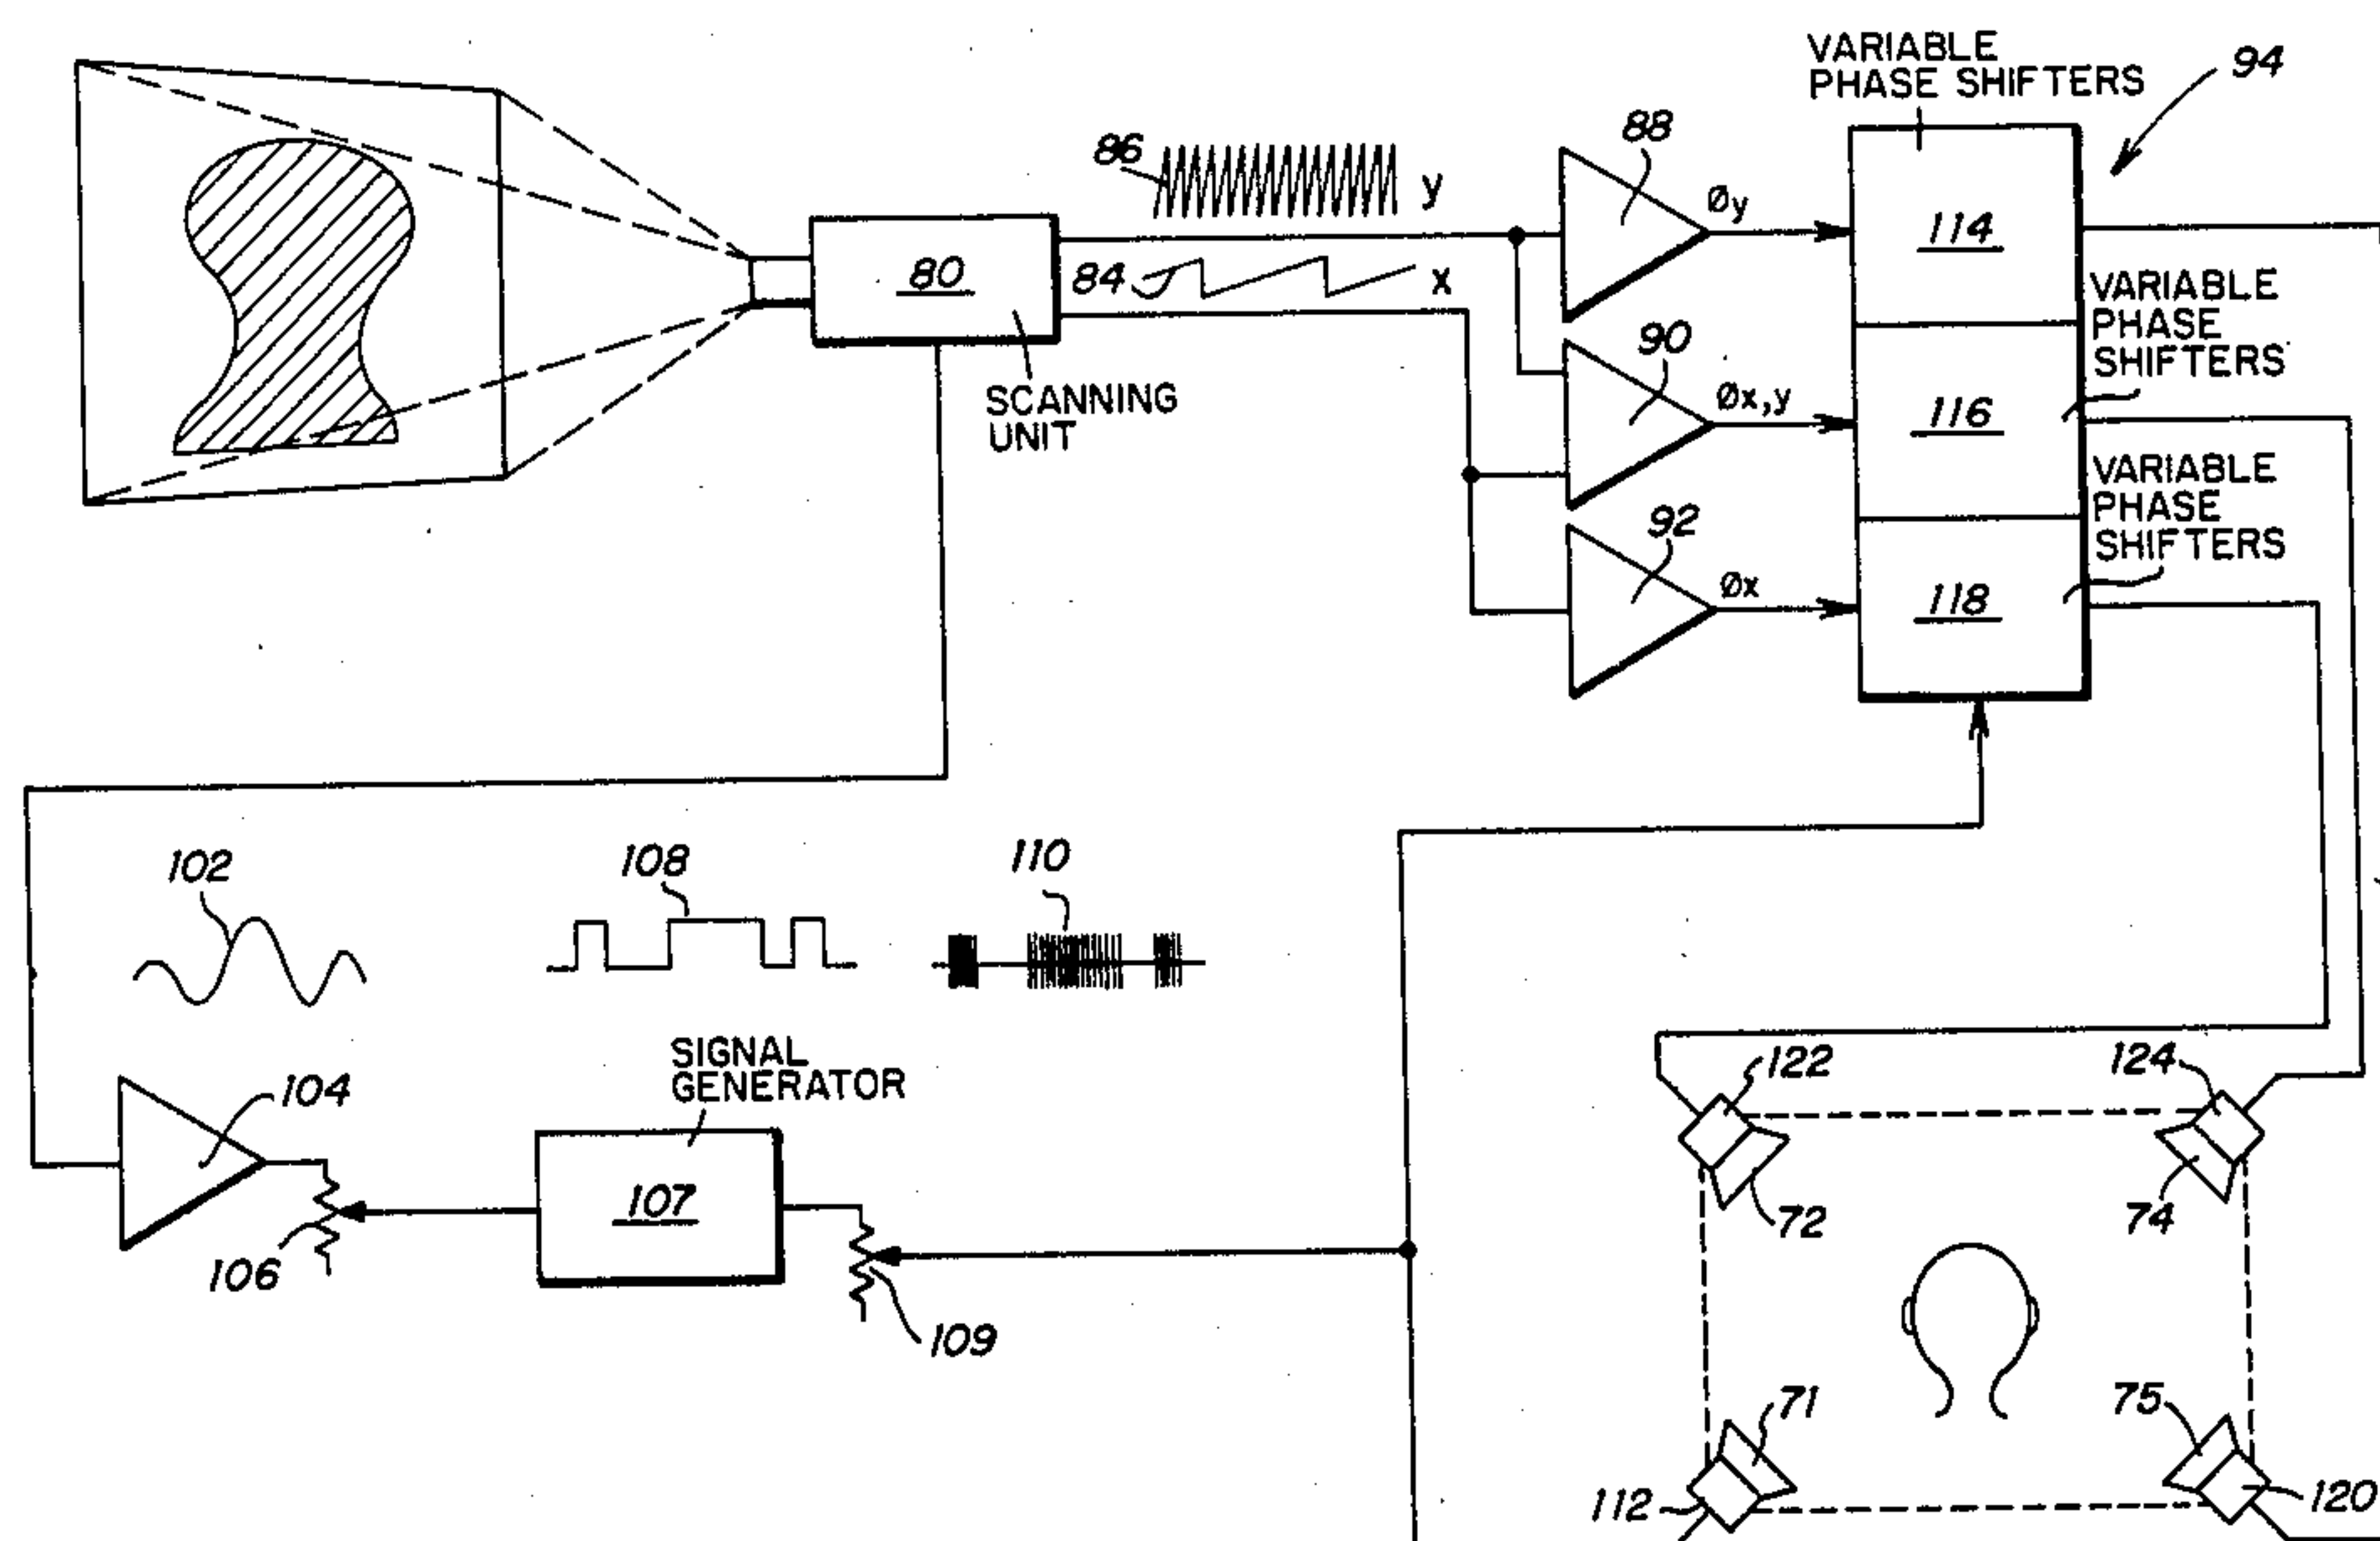 VARIABLE
PHASE SHIFTERS
94
88
86
y
Øy
114
80
84
x
VARIABLE
PHASE
SHIFTERS
90
Øx,y
116
SCANNING
UNIT
VARIABLE
PHASE
SHIFTERS
92
Øx
118
102
108
110
SIGNAL
GENERATOR
104
107
106
109
122
124
72
74
71
75
112
120